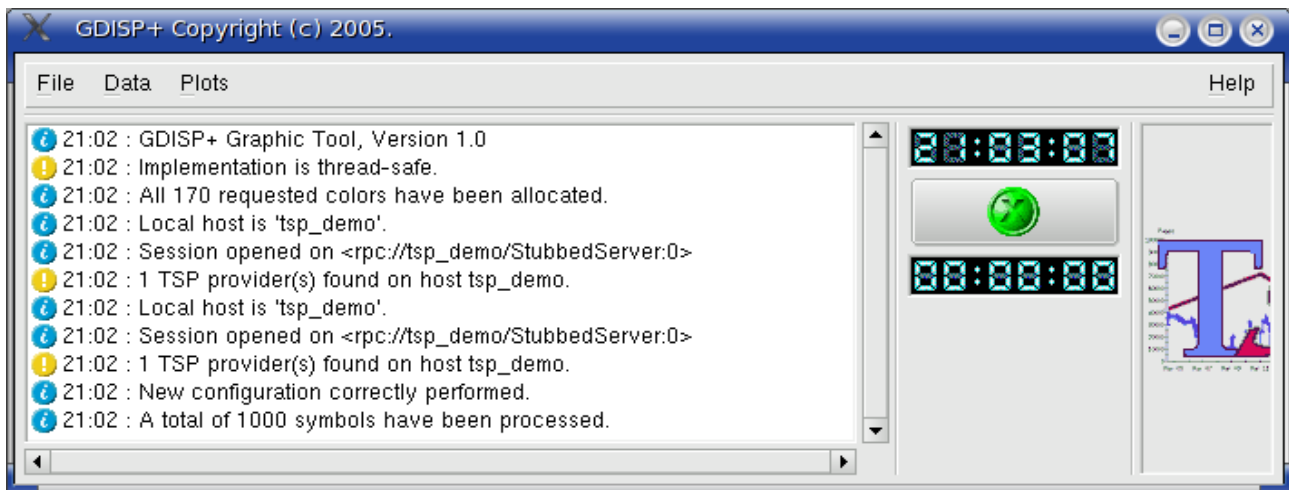 GDISP+ Copyright (c) 2005.
File Data Plots Help
21:02 : GDISP+ Graphic Tool, Version 1.0
21:02 : Implementation is thread-safe.
21:02 : All 170 requested colors have been allocated.
21:02 : Local host is 'tsp_demo'.
21:02 : Session opened on <rpc://tsp_demo/StubbedServer:0>
21:02 : 1 TSP provider(s) found on host tsp_demo.
21:02 : Local host is 'tsp_demo'.
21:02 : Session opened on <rpc://tsp_demo/StubbedServer:0>
21:02 : 1 TSP provider(s) found on host tsp_demo.
21:02 : New configuration correctly performed.
21:02 : A total of 1000 symbols have been processed.
T